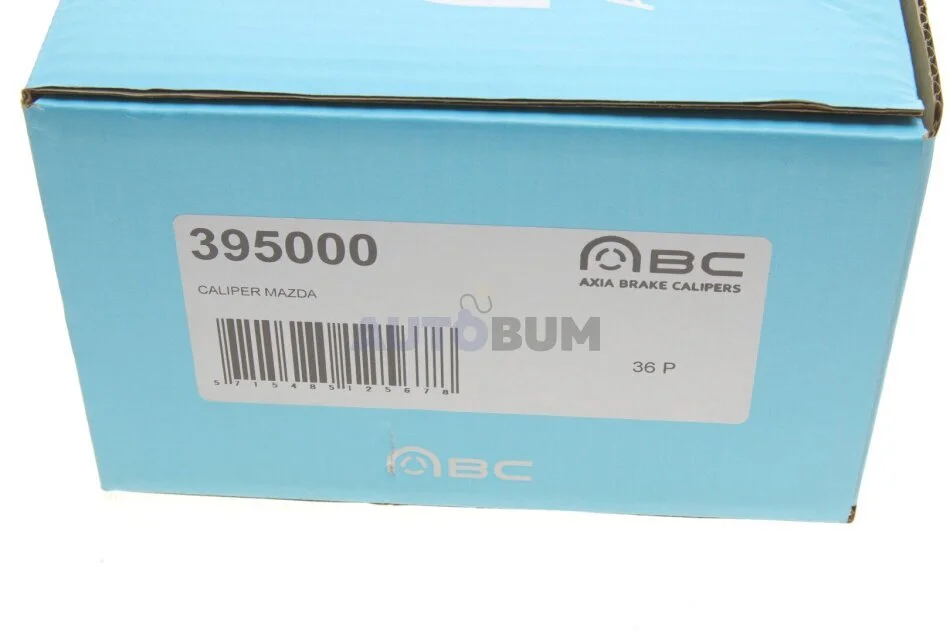 395000
ABC
AXIA BRAKE CALIPERS
CALIPER MAZDA
AUTOBUM
36 P
5715485125678
ABC